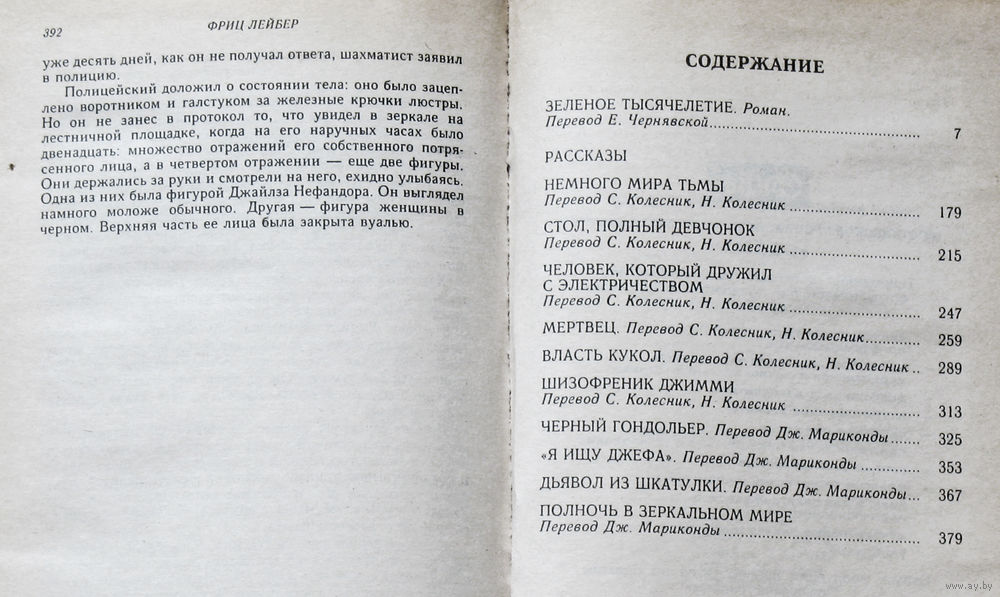 392
ФРИЦ ЛЕЙБЕР
уже десять дней, как он не получал ответа, шахматист заявил
в полицию.
Полицейский доложил о состоянии тела: оно было зацеп-
лено воротником и галстуком за железные крючки люстры.
Но он не занес в протокол то, что увидел в зеркале на
лестничной площадке, когда на его наручных часах было
двенадцать: множество отражений его собственного потря-
сенного лица, а в четвертом отражении — еще две фигуры.
Они держались за руки и смотрели на него, ехидно улыбаясь.
Одна из них была фигурой Джайлза Нефандора. Он выглядел
намного моложе обычного. Другая — фигура женщины в
черном. Верхняя часть ее лица была закрыта вуалью.
СОДЕРЖАНИЕ
ЗЕЛЕНОЕ ТЫСЯЧЕЛЕТИЕ. Роман.
Перевод Е. Чернявской........ 7
РАССКАЗЫ
НЕМНОГО МИРА ТЬМЫ
Перевод С. Колесник, Н. Колесник ........ 179
СТОЛ, ПОЛНЫЙ ДЕВЧОНОК
Перевод С. Колесник, Н. Колесник ........ 215
ЧЕЛОВЕК, КОТОРЫЙ ДРУЖИЛ
С ЭЛЕКТРИЧЕСТВОМ
Перевод С. Колесник, Н. Колесник ........ 247
МЕРТВЕЦ. Перевод С. Колесник, Н. Колесник........ 259
ВЛАСТЬ КУКОЛ. Перевод С. Колесник, Н. Колесник .. 289
ШИЗОФРЕНИК ДЖИММИ
Перевод С. Колесник, Н. Колесник ........ 313
ЧЕРНЫЙ ГОНДОЛЬЕР. Перевод Дж. Мариконды ...... 325
«Я ИЩУ ДЖЕФА». Перевод Дж. Мариконды ........ 353
ДЬЯВОЛ ИЗ ШКАТУЛКИ. Перевод Дж. Мариконды... 367
ПОЛНОЧЬ В ЗЕРКАЛЬНОМ МИРЕ
Перевод Дж. Мариконды ........ 379
www.ay.by